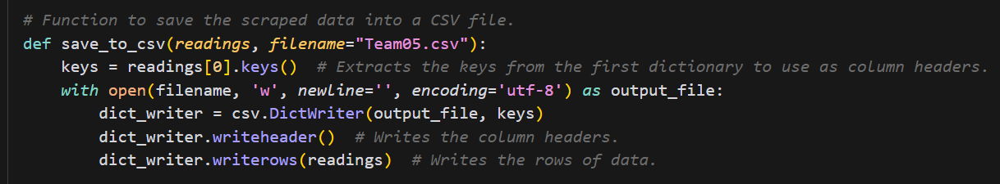 # Function to save the scraped data into a CSV file.
def save_to_csv(readings, filename="Team05.csv"):
    keys = readings[0].keys()  # Extracts the keys from the first dictionary to use as column headers.
    with open(filename, 'w', newline='', encoding='utf-8') as output_file:
        dict_writer = csv.DictWriter(output_file, keys)
        dict_writer.writeheader()  # Writes the column headers.
        dict_writer.writerows(readings)  # Writes the rows of data.